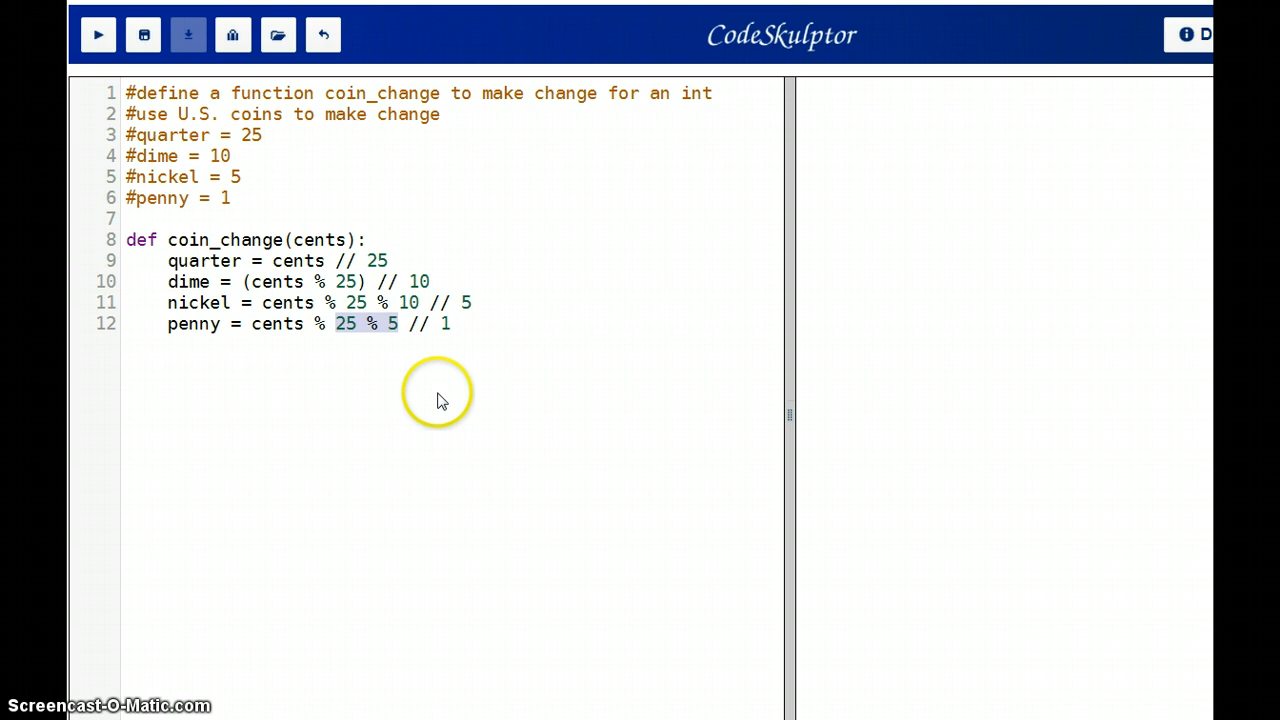 CodeSkulptor
D
1 #define a function coin_change to make change for an int
2 #use U.S. coins to make change
3 #quarter = 25
4 #dime = 10
5 #nickel = 5
6 #penny = 1
7
8 def coin_change(cents):
9 quarter = cents // 25
10 dime = (cents % 25) // 10
11 nickel = cents % 25 % 10 // 5
12 penny = cents % 25 % 5 // 1
Screencast-O-Matic.com